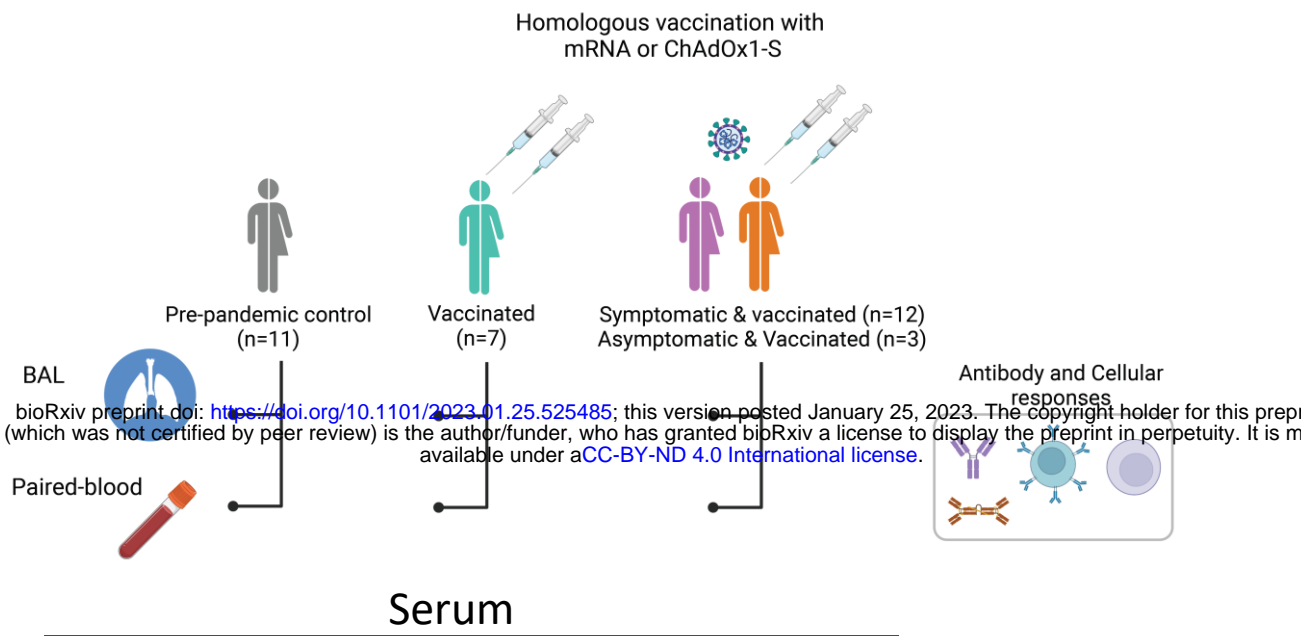 Homologous vaccination with
mRNA or ChAdOx1-S
Pre-pandemic control
(n=11)
Vaccinated
(n=7)
Symptomatic & vaccinated (n=12)
Asymptomatic & Vaccinated (n=3)
BAL
Antibody and Cellular
responses
bioRxiv preprint doi: https://doi.org/10.1101/2023.01.25.525485; this version posted January 25, 2023. The copyright holder for this prepr
(which was not certified by peer review) is the author/funder, who has granted bioRxiv a license to display the preprint in perpetuity. It is m
available under aCC-BY-ND 4.0 International license.
Paired-blood
Serum